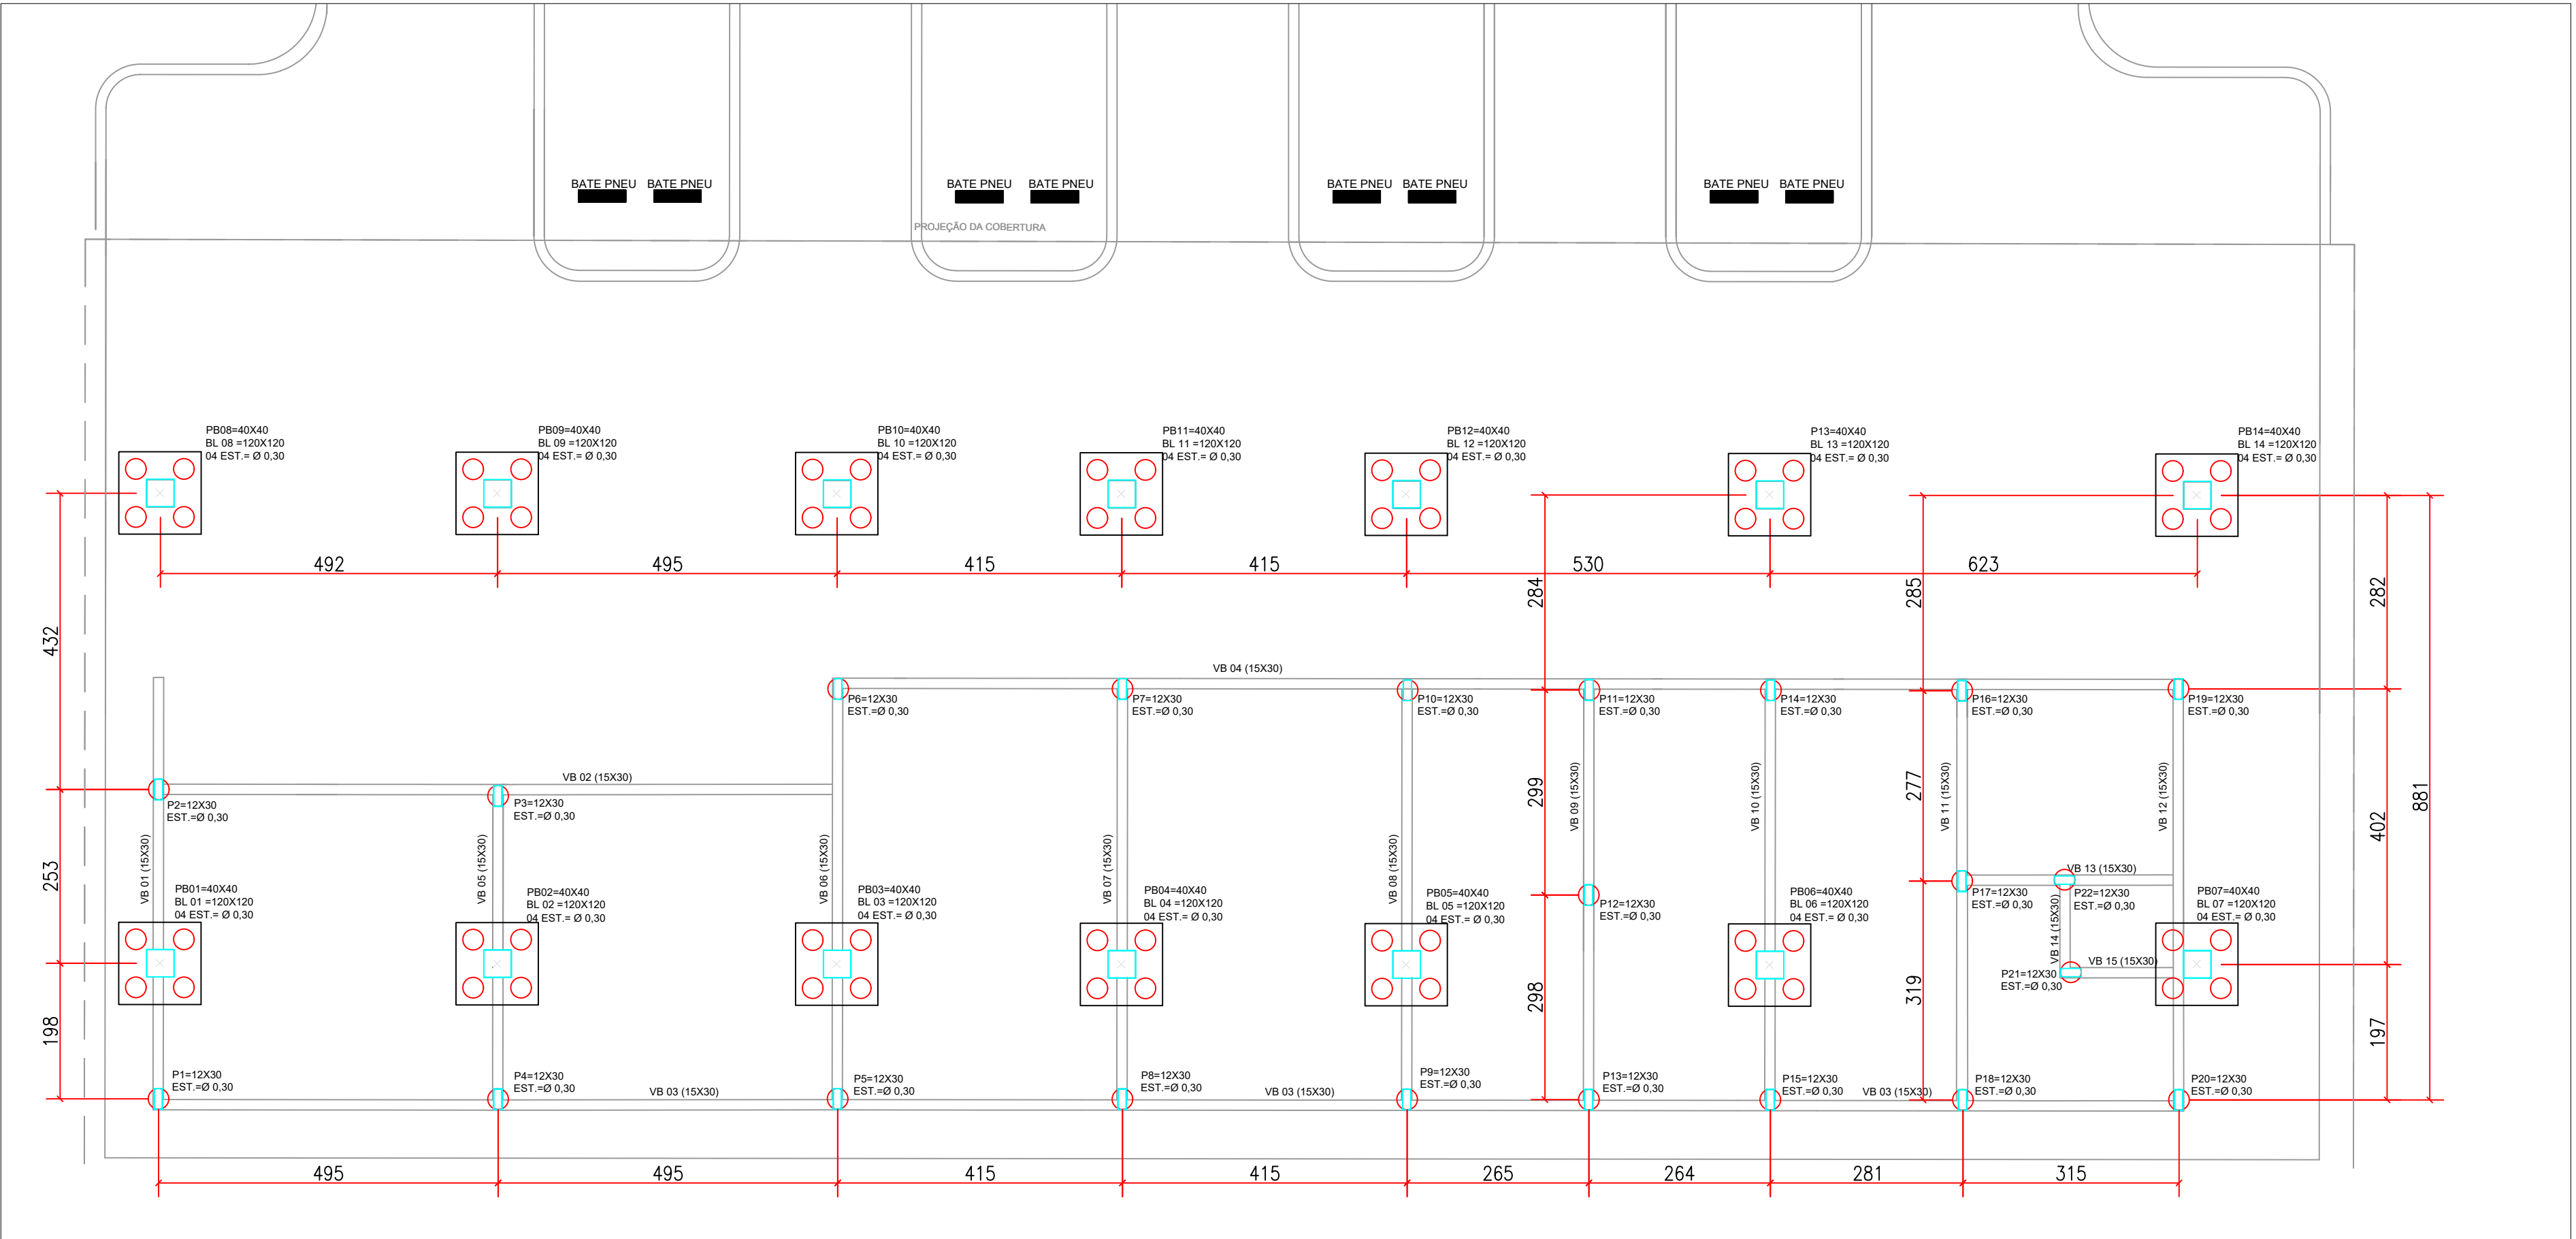 BATE PNEU BATE PNEU
BATE PNEU BATE PNEU
BATE PNEU BATE PNEU
BATE PNEU BATE PNEU
PROJEÇÃO DA COBERTURA
PB08=40X40
BL 08 =120X120
04 EST.= Ø 0,30
PB09=40X40
BL 09 =120X120
04 EST.= Ø 0,30
PB10=40X40
BL 10 =120X120
04 EST.= Ø 0,30
PB11=40X40
BL 11 =120X120
04 EST.= Ø 0,30
PB12=40X40
BL 12 =120X120
04 EST.= Ø 0,30
P13=40X40
BL 13 =120X120
04 EST.= Ø 0,30
PB14=40X40
BL 14 =120X120
04 EST.= Ø 0,30
492
495
415
415
530
623
432
284
285
282
VB 04 (15X30)
P6=12X30
EST.=Ø 0,30
P7=12X30
EST.=Ø 0,30
P10=12X30
EST.=Ø 0,30
P11=12X30
EST.=Ø 0,30
P14=12X30
EST.=Ø 0,30
P16=12X30
EST.=Ø 0,30
P19=12X30
EST.=Ø 0,30
VB 02 (15X30)
P2=12X30
EST.=Ø 0,30
P3=12X30
EST.=Ø 0,30
299
277
402
881
253
VB 01 (15X30)
VB 05 (15X30)
VB 06 (15X30)
VB 07 (15X30)
VB 08 (15X30)
VB 09 (15X30)
VB 10 (15X30)
VB 11 (15X30)
VB 12 (15X30)
VB 13 (15X30)
PB01=40X40
BL 01 =120X120
04 EST.= Ø 0,30
PB02=40X40
BL 02 =120X120
04 EST.= Ø 0,30
PB03=40X40
BL 03 =120X120
04 EST.= Ø 0,30
PB04=40X40
BL 04 =120X120
04 EST.= Ø 0,30
PB05=40X40
BL 05 =120X120
04 EST.= Ø 0,30
P12=12X30
EST.=Ø 0,30
PB06=40X40
BL 06 =120X120
04 EST.= Ø 0,30
P17=12X30
EST.=Ø 0,30
P22=12X30
EST.=Ø 0,30
PB07=40X40
BL 07 =120X120
04 EST.= Ø 0,30
VB 14 (15X30)
VB 15 (15X30)
P21=12X30
EST.=Ø 0,30
198
298
319
197
P1=12X30
EST.=Ø 0,30
P4=12X30
EST.=Ø 0,30
P5=12X30
EST.=Ø 0,30
P8=12X30
EST.=Ø 0,30
P9=12X30
EST.=Ø 0,30
P13=12X30
EST.=Ø 0,30
P15=12X30
EST.=Ø 0,30
P18=12X30
EST.=Ø 0,30
P20=12X30
EST.=Ø 0,30
VB 03 (15X30)
VB 03 (15X30)
VB 03 (15X30)
495
495
415
415
265
264
281
315